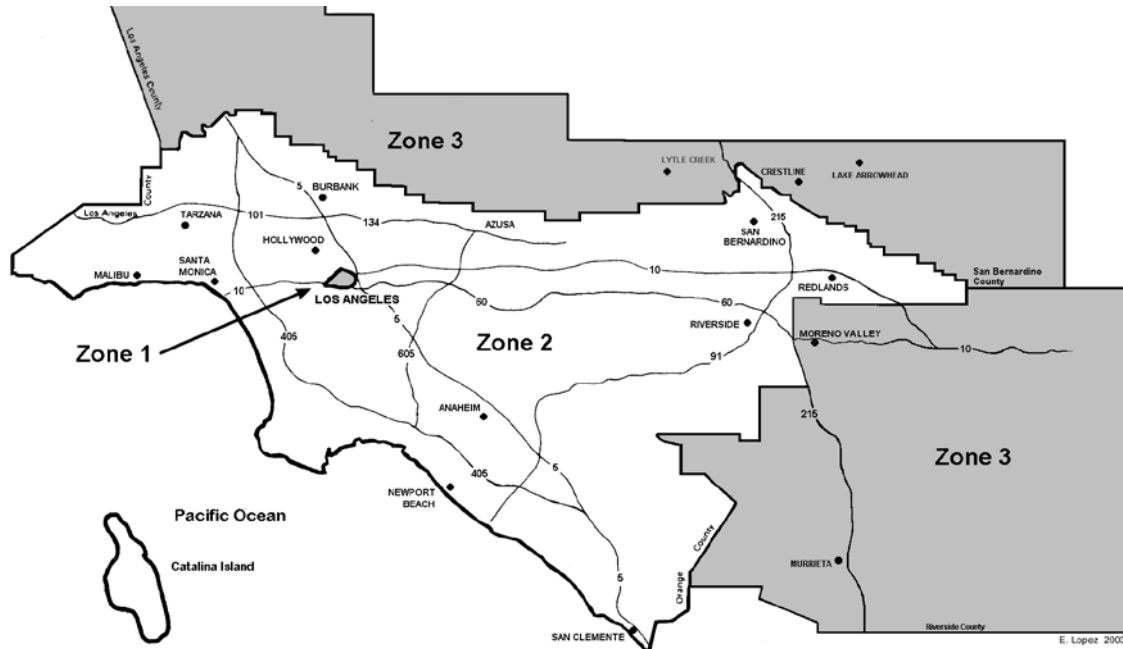 Los Angeles County
Zone 3
LYTLE CREEK
CRESTLINE
LAKE ARROWHEAD
County
Los Angeles
5
BURBANK
TARZANA
101
134
AZUSA
215
SAN
BERNARDINO
HOLLYWOOD
SANTA
MONICA
MALIBU
10
LOS ANGELES
10
60
60
REDLANDS
San Bernardino
County
Zone 1
405
5
605
Zone 2
RIVERSIDE
91
MORENO VALLEY
10
ANAHEIM
215
Zone 3
405
5
NEWPORT
BEACH
Pacific Ocean
Catalina Island
County
Orange
MURRIETA
5
SAN CLEMENTE
Riverside County
E. Lopez 2003